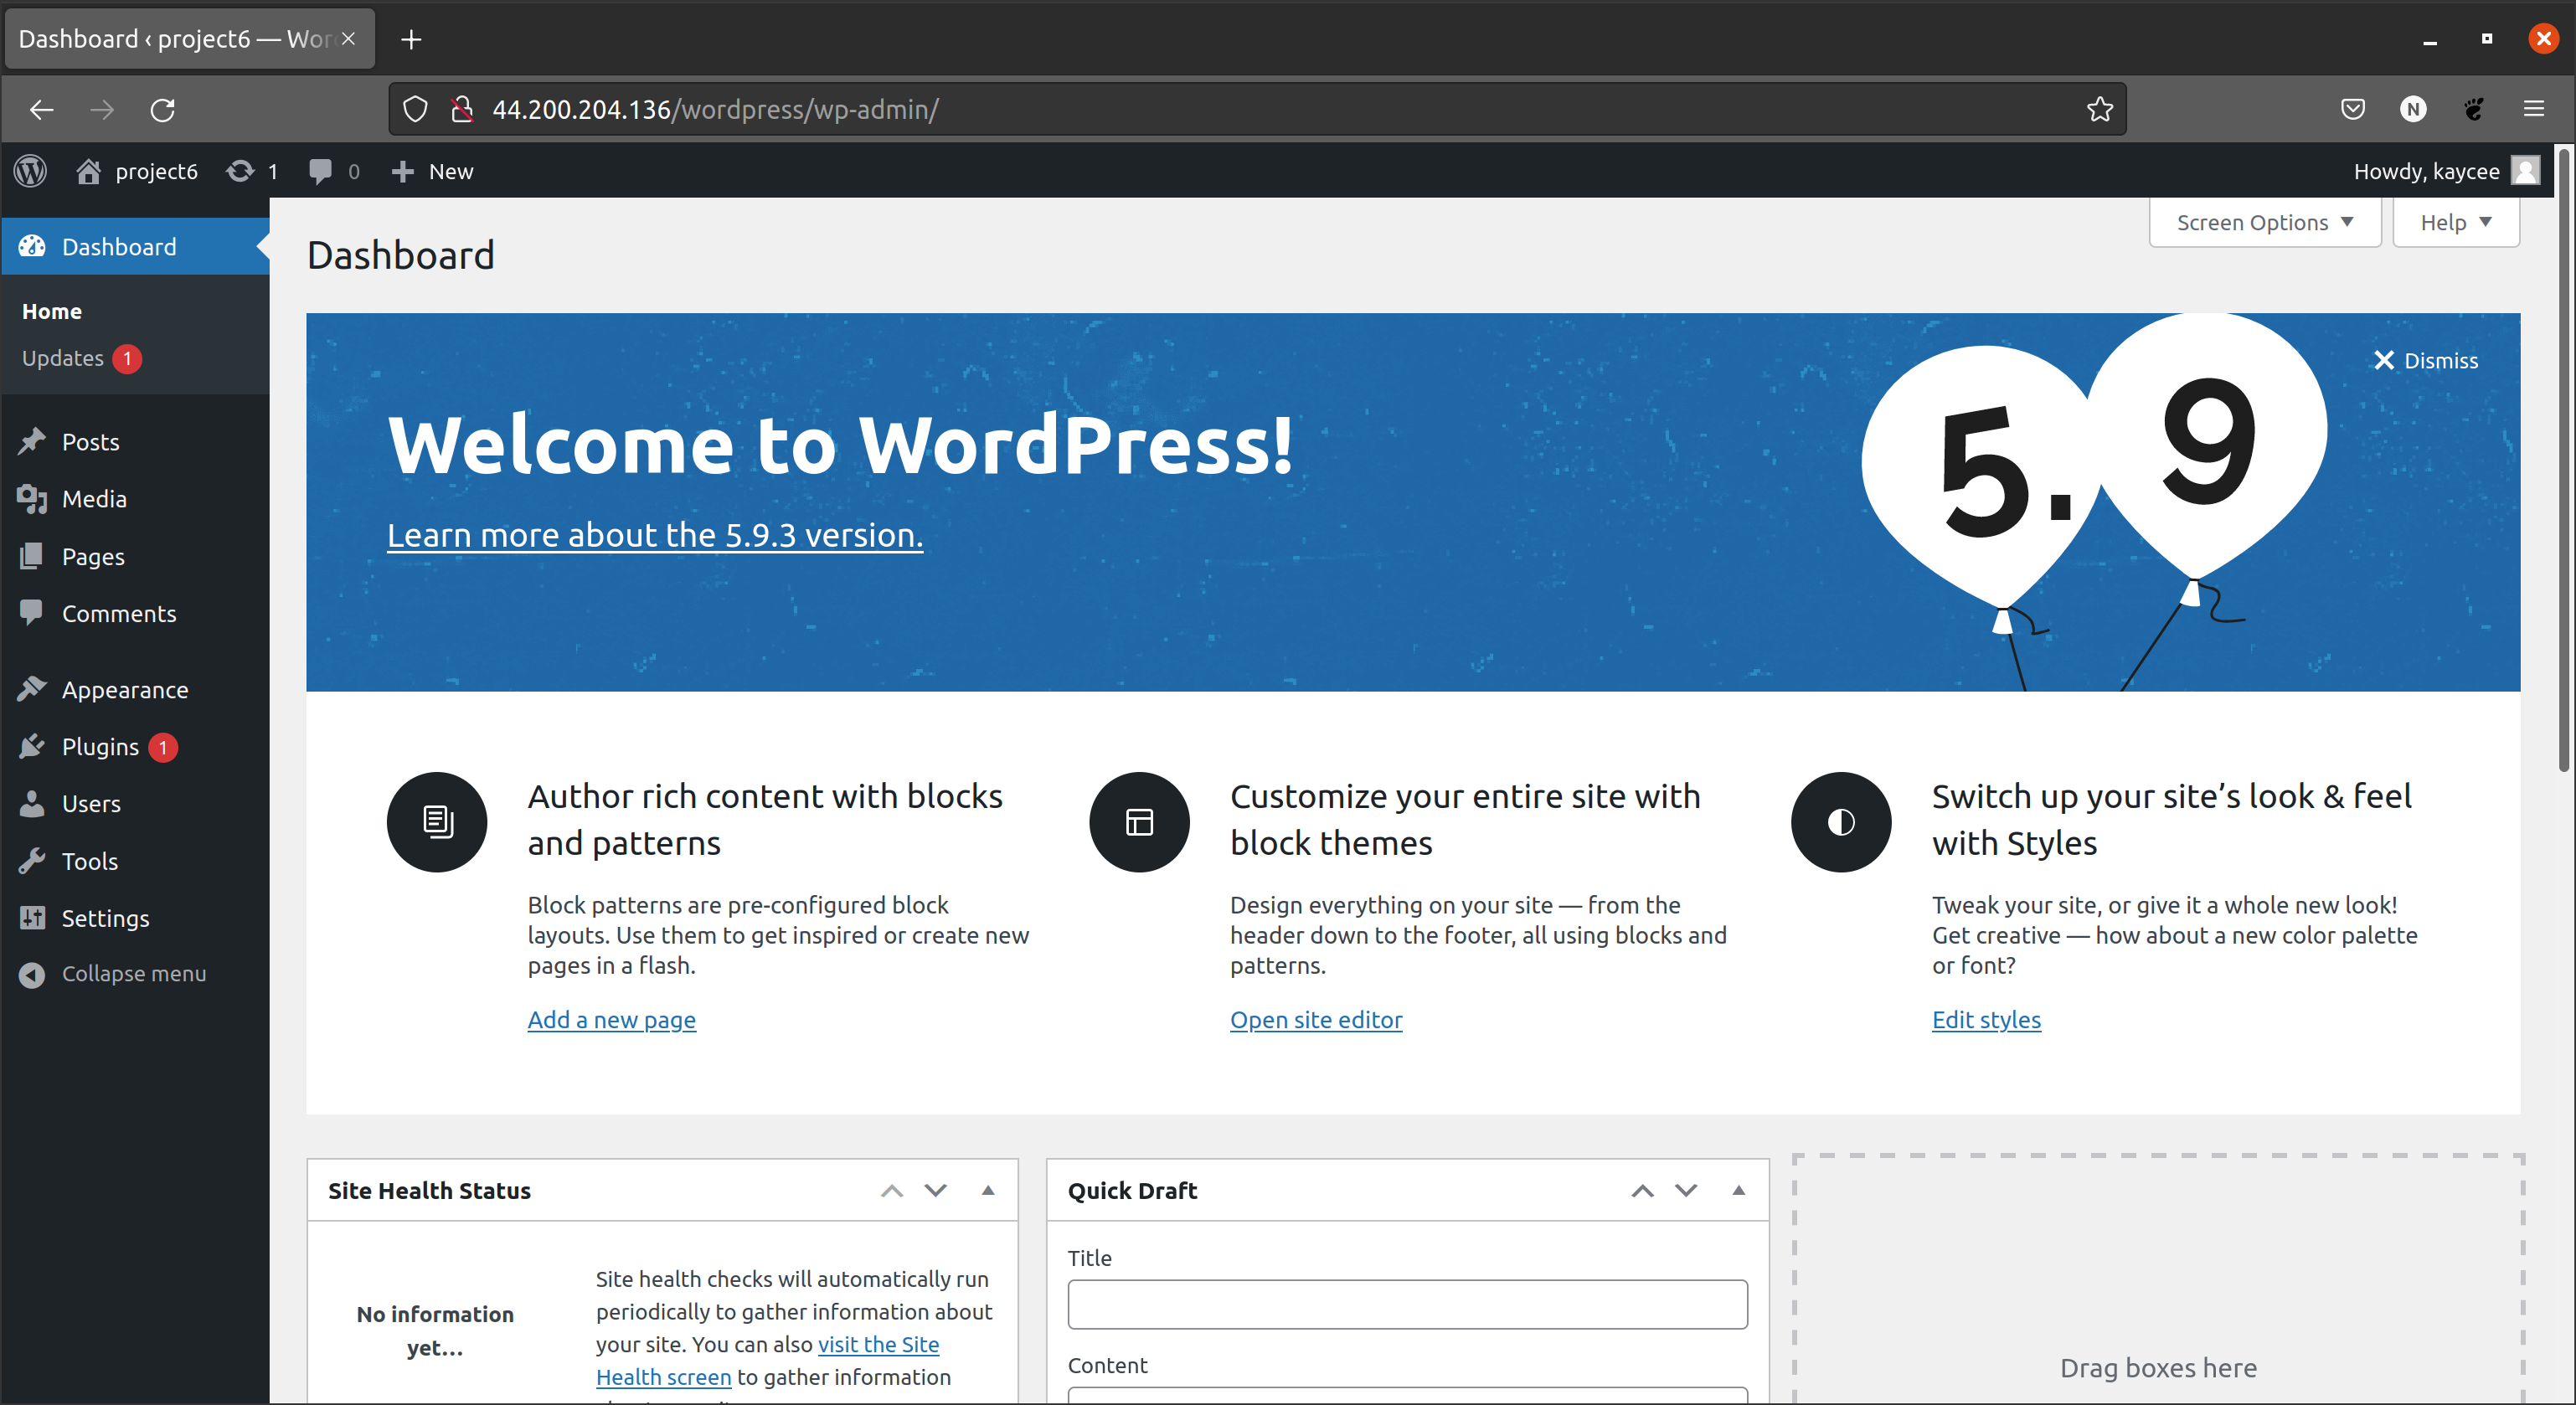 Dashboard ‹ project6 — Wor
44.200.204.136/wordpress/wp-admin/
N
project6
1
0
New
Howdy, kaycee
Screen Options
Help
Dashboard
Home
Updates 1
Posts
Media
Pages
Comments
Appearance
Plugins 1
Users
Tools
Settings
Collapse menu
Dashboard
Dismiss
Welcome to WordPress!
Learn more about the 5.9.3 version.
5.9
Author rich content with blocks
and patterns
Block patterns are pre-configured block
layouts. Use them to get inspired or create new
pages in a flash.
Add a new page
Customize your entire site with
block themes
Design everything on your site — from the
header down to the footer, all using blocks and
patterns.
Open site editor
Switch up your site’s look & feel
with Styles
Tweak your site, or give it a whole new look!
Get creative — how about a new color palette
or font?
Edit styles
Site Health Status
No information
yet…
Site health checks will automatically run
periodically to gather information about
your site. You can also visit the Site
Health screen to gather information
Quick Draft
Title
Content
Drag boxes here